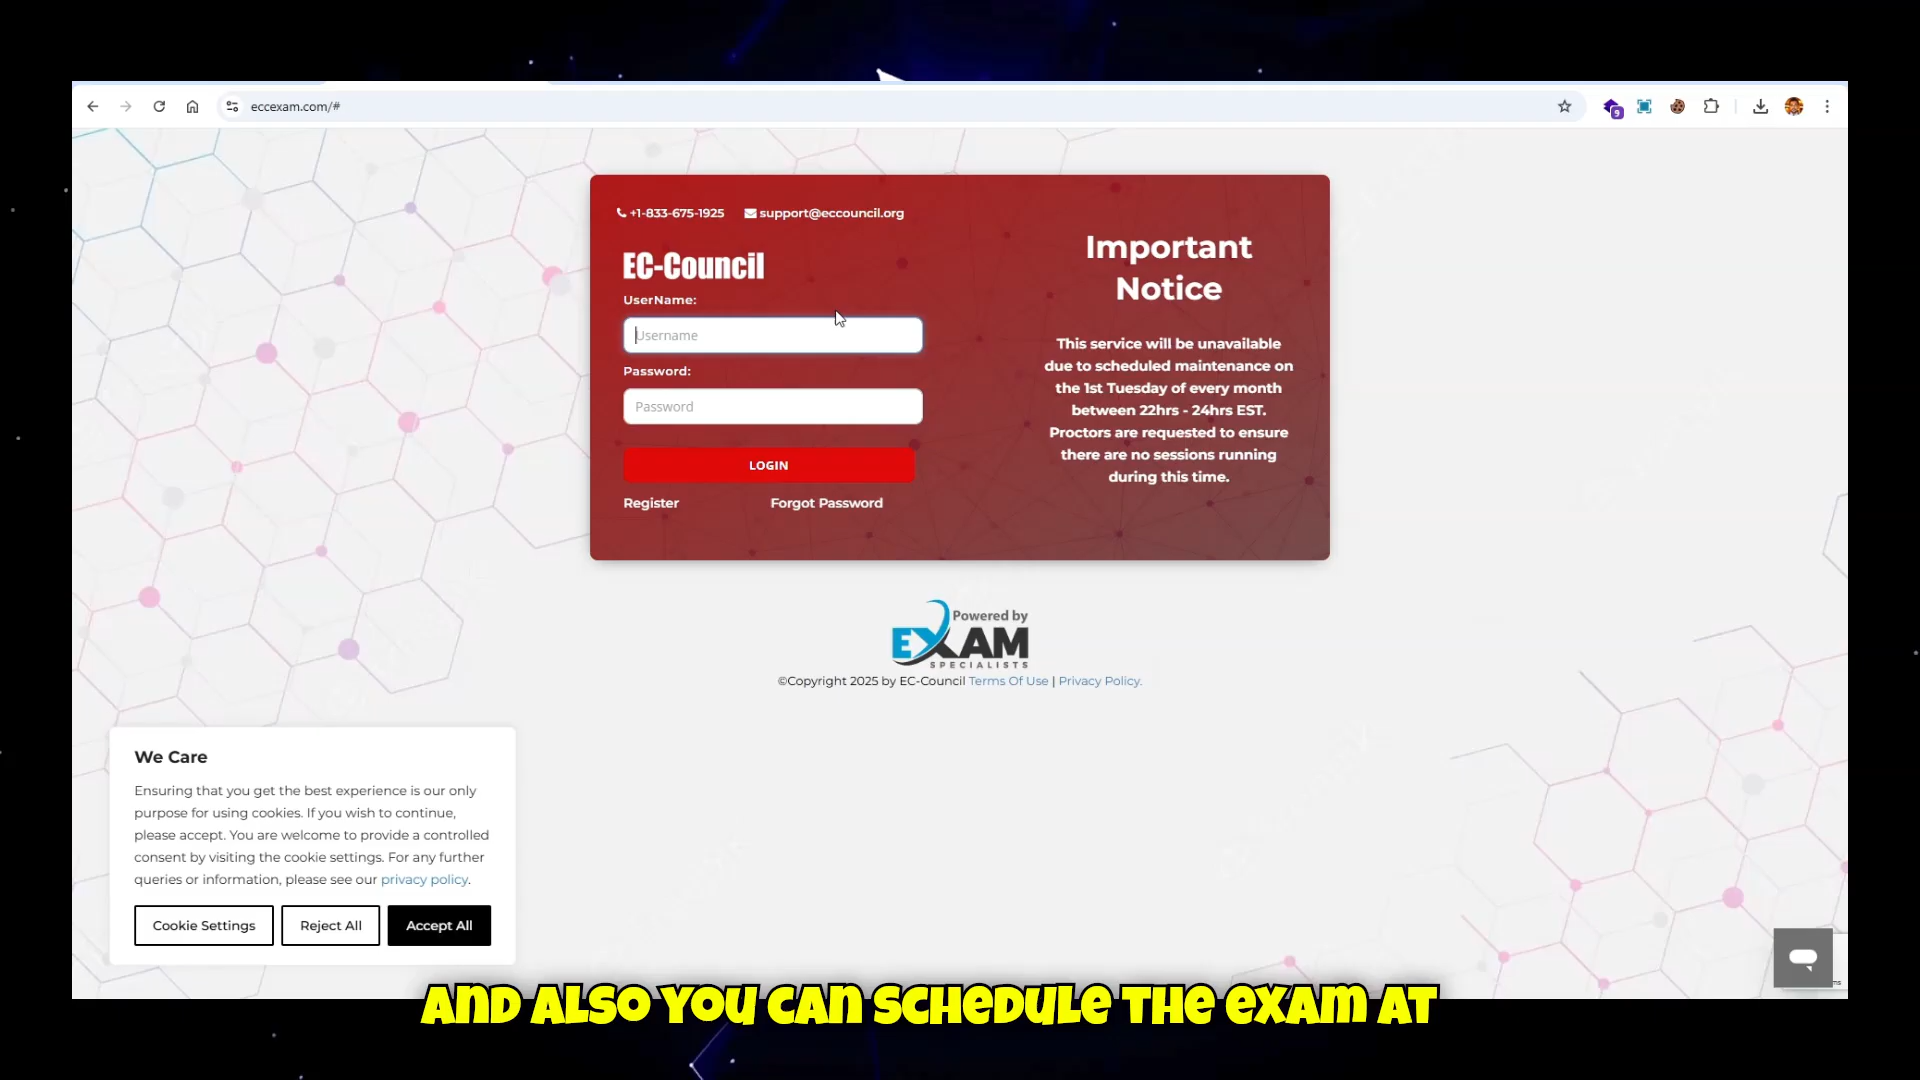 eccexam.com/#
9
+1-833-675-1925 support@eccouncil.org
EC-Council
UserName:
Username
Password:
Password
LOGIN
Register Forgot Password
Important
Notice
This service will be unavailable
due to scheduled maintenance on
the 1st Tuesday of every month
between 22hrs - 24hrs EST.
Proctors are requested to ensure
there are no sessions running
during this time.
Powered by
EXAM
SPECIALISTS
©Copyright 2025 by EC-Council Terms Of Use | Privacy Policy.
We Care
Ensuring that you get the best experience is our only
purpose for using cookies. If you wish to continue,
please accept. You are welcome to provide a controlled
consent by visiting the cookie settings. For any further
queries or information, please see our privacy policy.
Cookie Settings Reject All Accept All
AND ALSO YOU CAN SCHEDULE THE EXAM AT